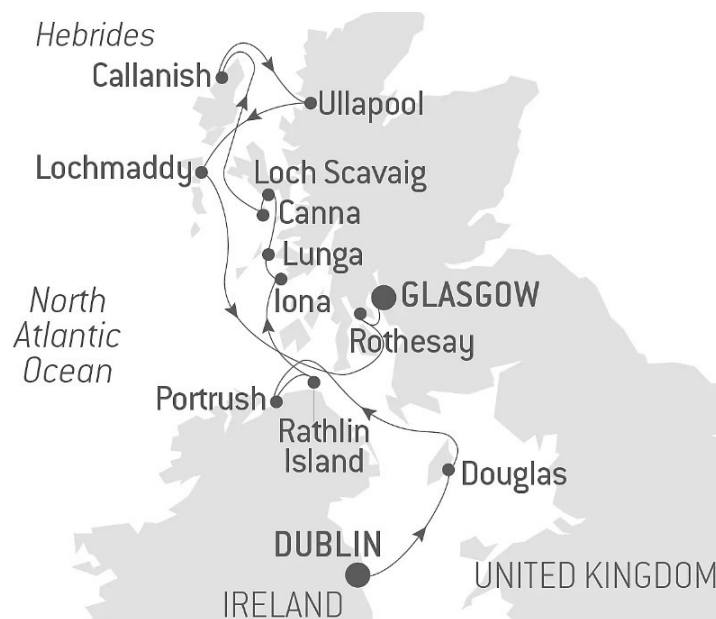 Hebrides
Callanish
Ullapool
Lochmaddy
Loch Scavaig
Canna
Lunga
Iona
GLASGOW
North
Atlantic
Ocean
Rothesay
Portrush
Rathlin
Island
Douglas
DUBLIN
UNITED KINGDOM
IRELAND